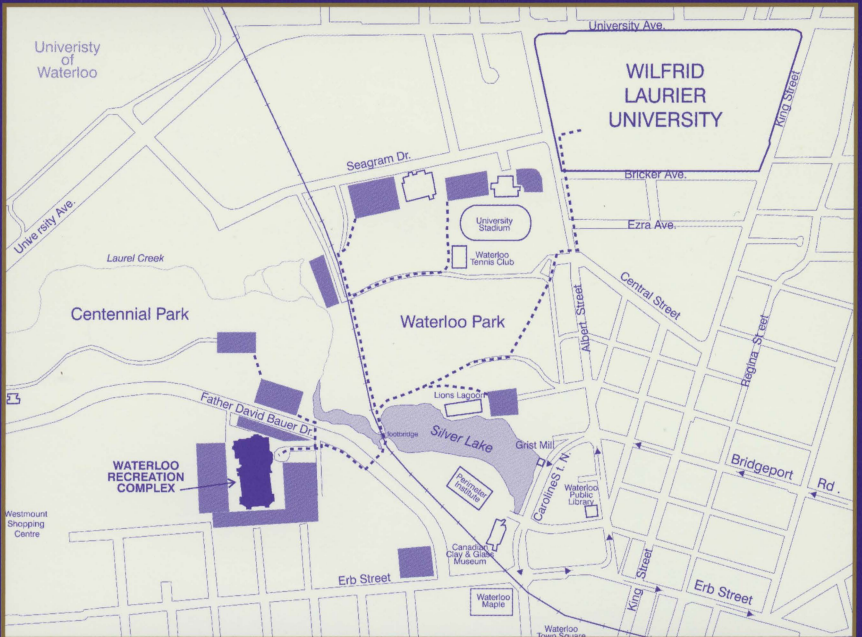 University Ave.
Univeristy
of
Waterloo
WILFRID
LAURIER
UNIVERSITY
King Street
Seagram Dr.
Bricker Ave.
University Ave.
University
Stadium
Ezra Ave.
Laurel Creek
Waterloo
Tennis Club
Central Street
Centennial Park
Waterloo Park
Albert Street
Regina Street
Lions Lagoon
Father David Bauer Dr.
footbridge
Silver Lake
Grist Mill
WATERLOO
RECREATION
COMPLEX
Bridgeport Rd.
Perimeter
Institute
Caroline St. N.
Waterloo
Public
Library
Westmount
Shopping
Centre
Canadian
Clay & Glass
Museum
Erb Street
King Street
Erb Street
Waterloo
Maple
Waterloo
Town Square